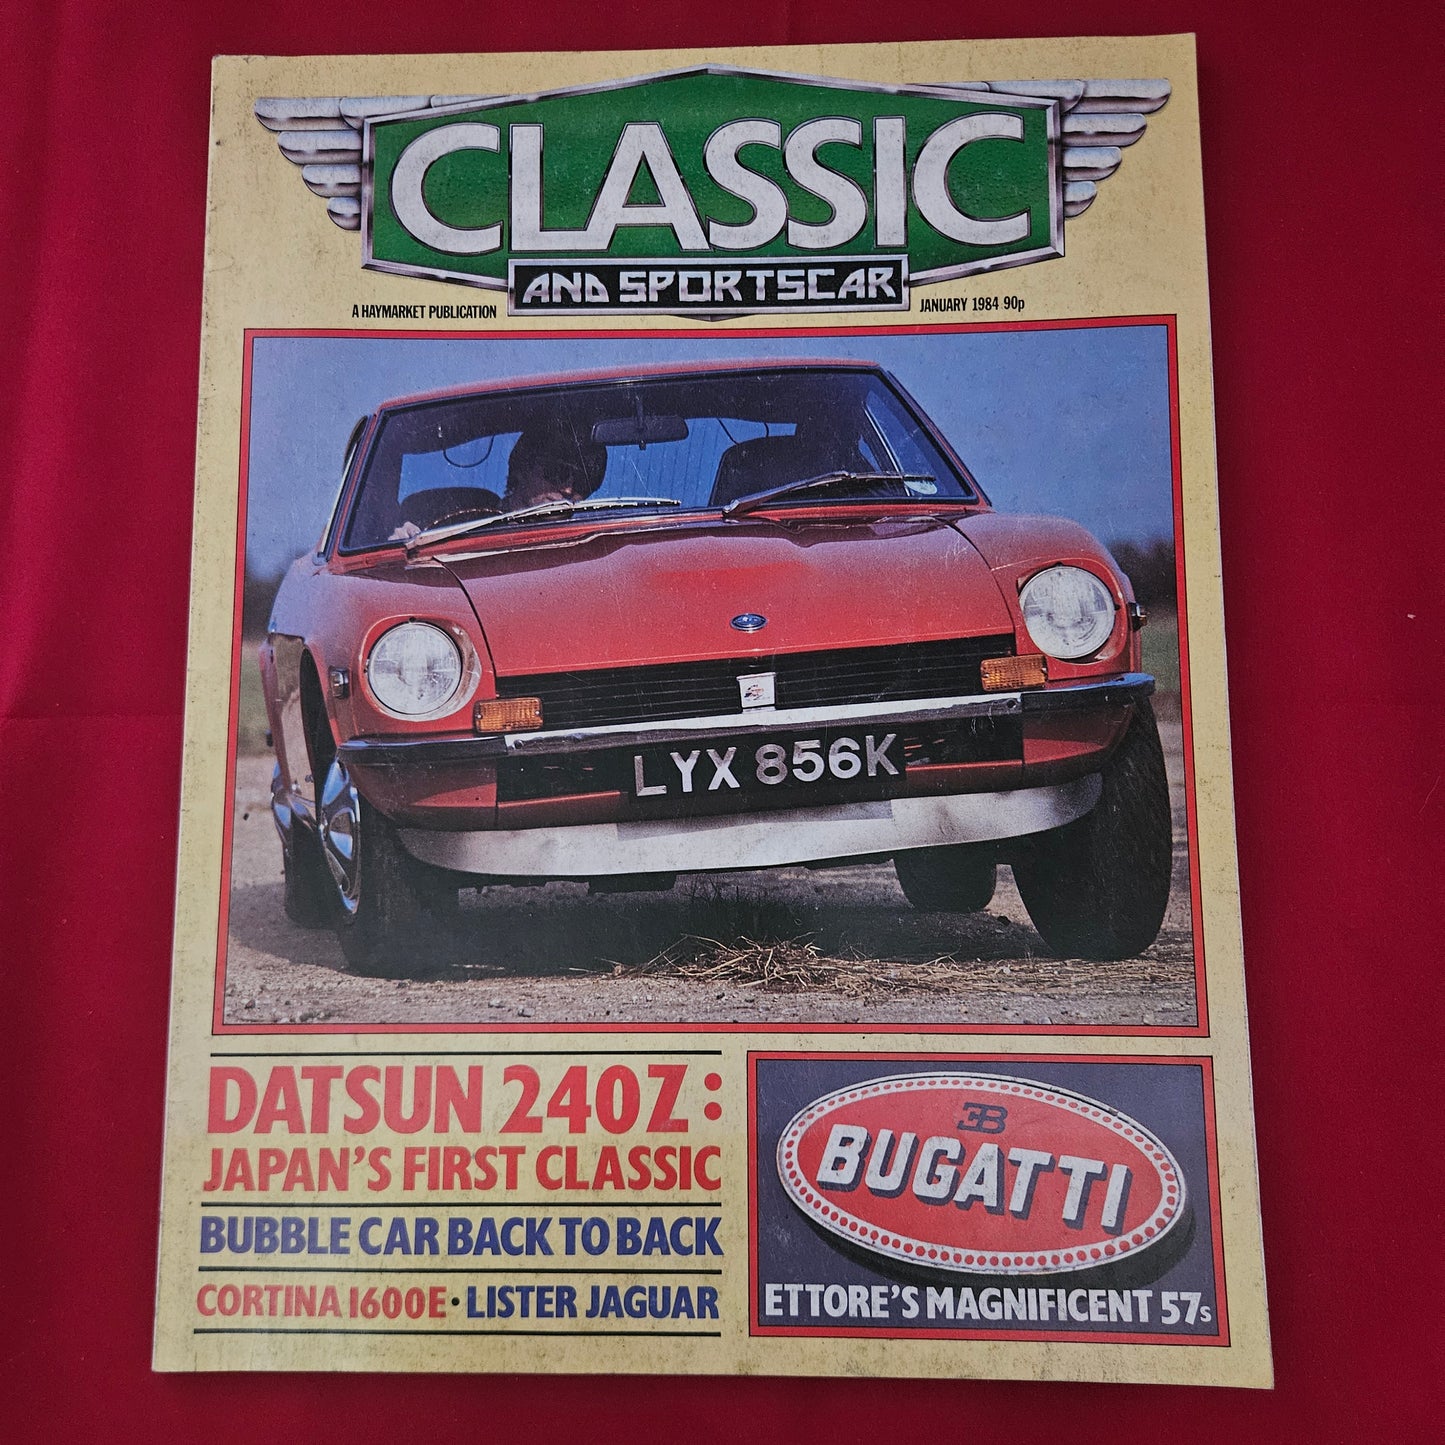 CLASSIC
AND SPORTSCAR
A HAYMARKET PUBLICATION
JANUARY 1984 90p
LYX 856K
DATSUN 240Z:
JAPAN'S FIRST CLASSIC
BUBBLE CAR BACK TO BACK
CORTINA 1600E • LISTER JAGUAR
EB
BUGATTI
ETTORE'S MAGNIFICENT 57s